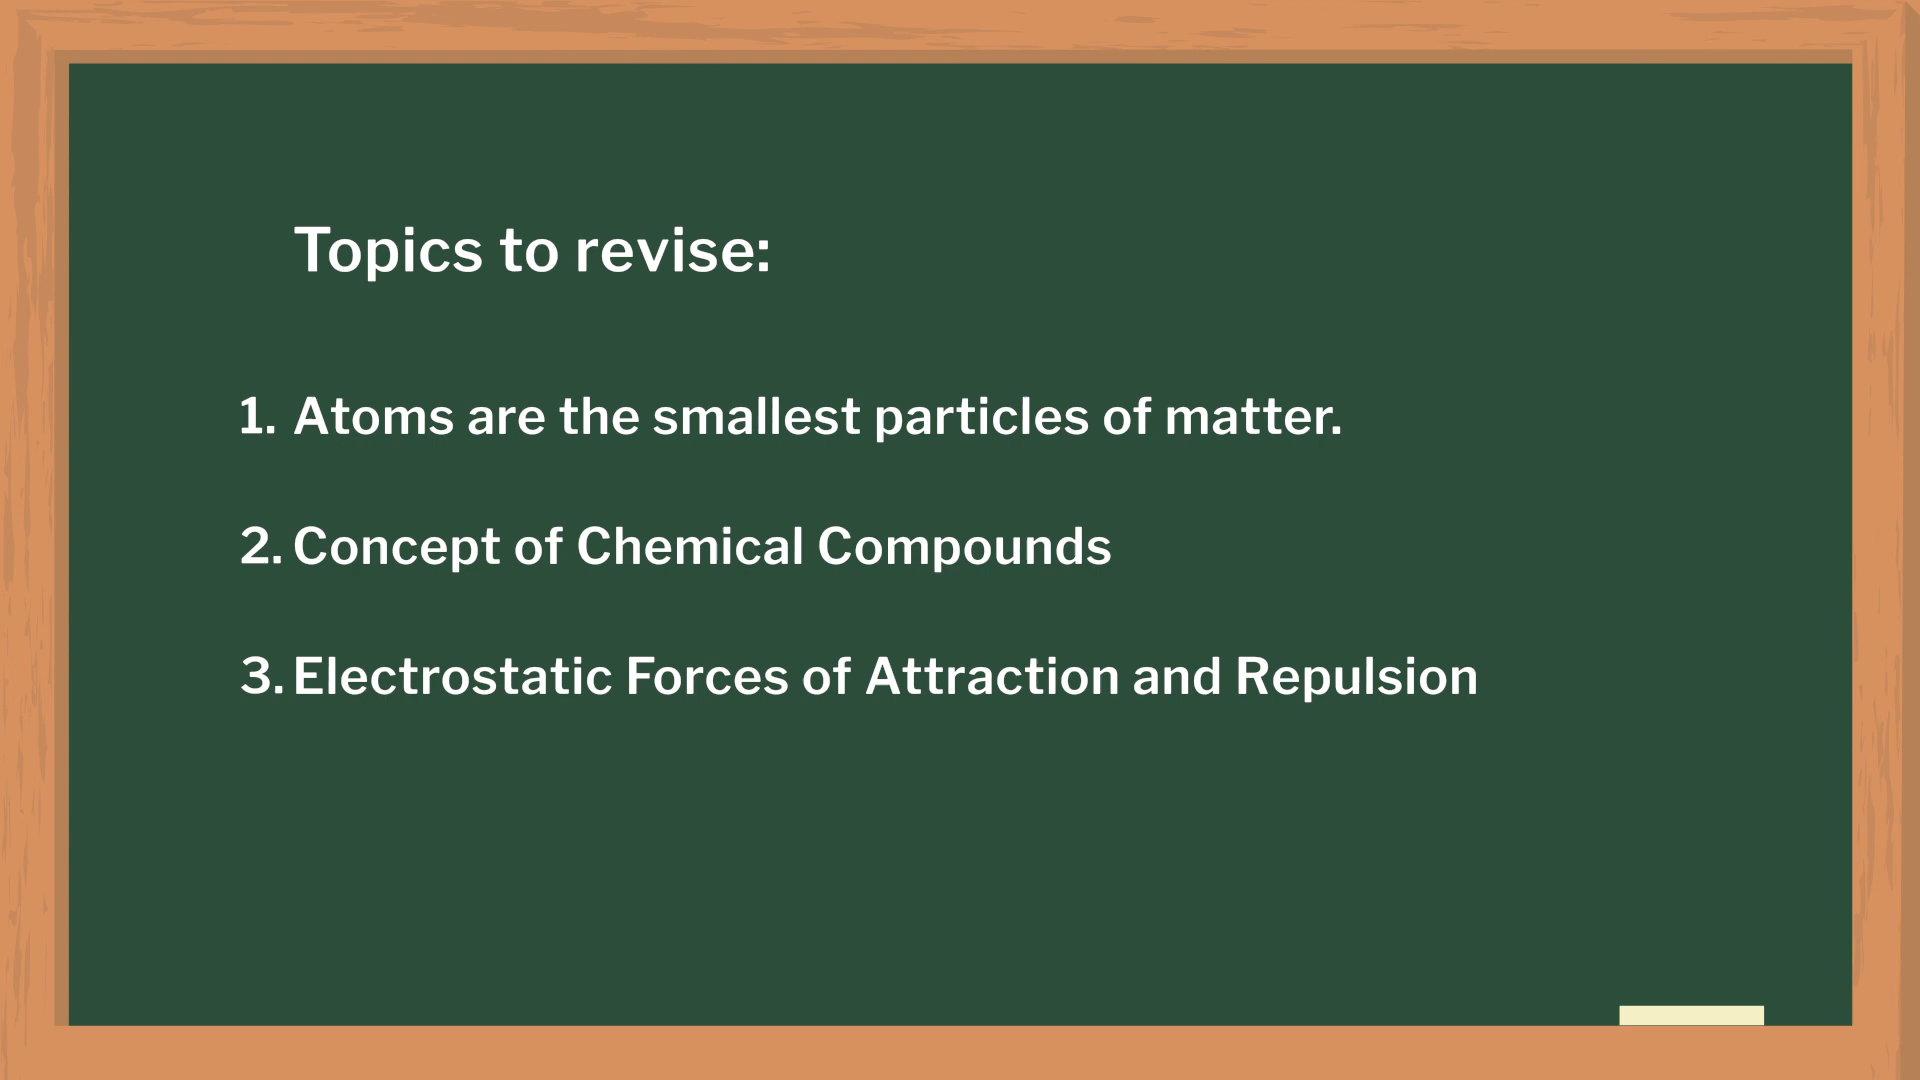 Topics to revise:
1. Atoms are the smallest particles of matter.
2. Concept of Chemical Compounds
3. Electrostatic Forces of Attraction and Repulsion